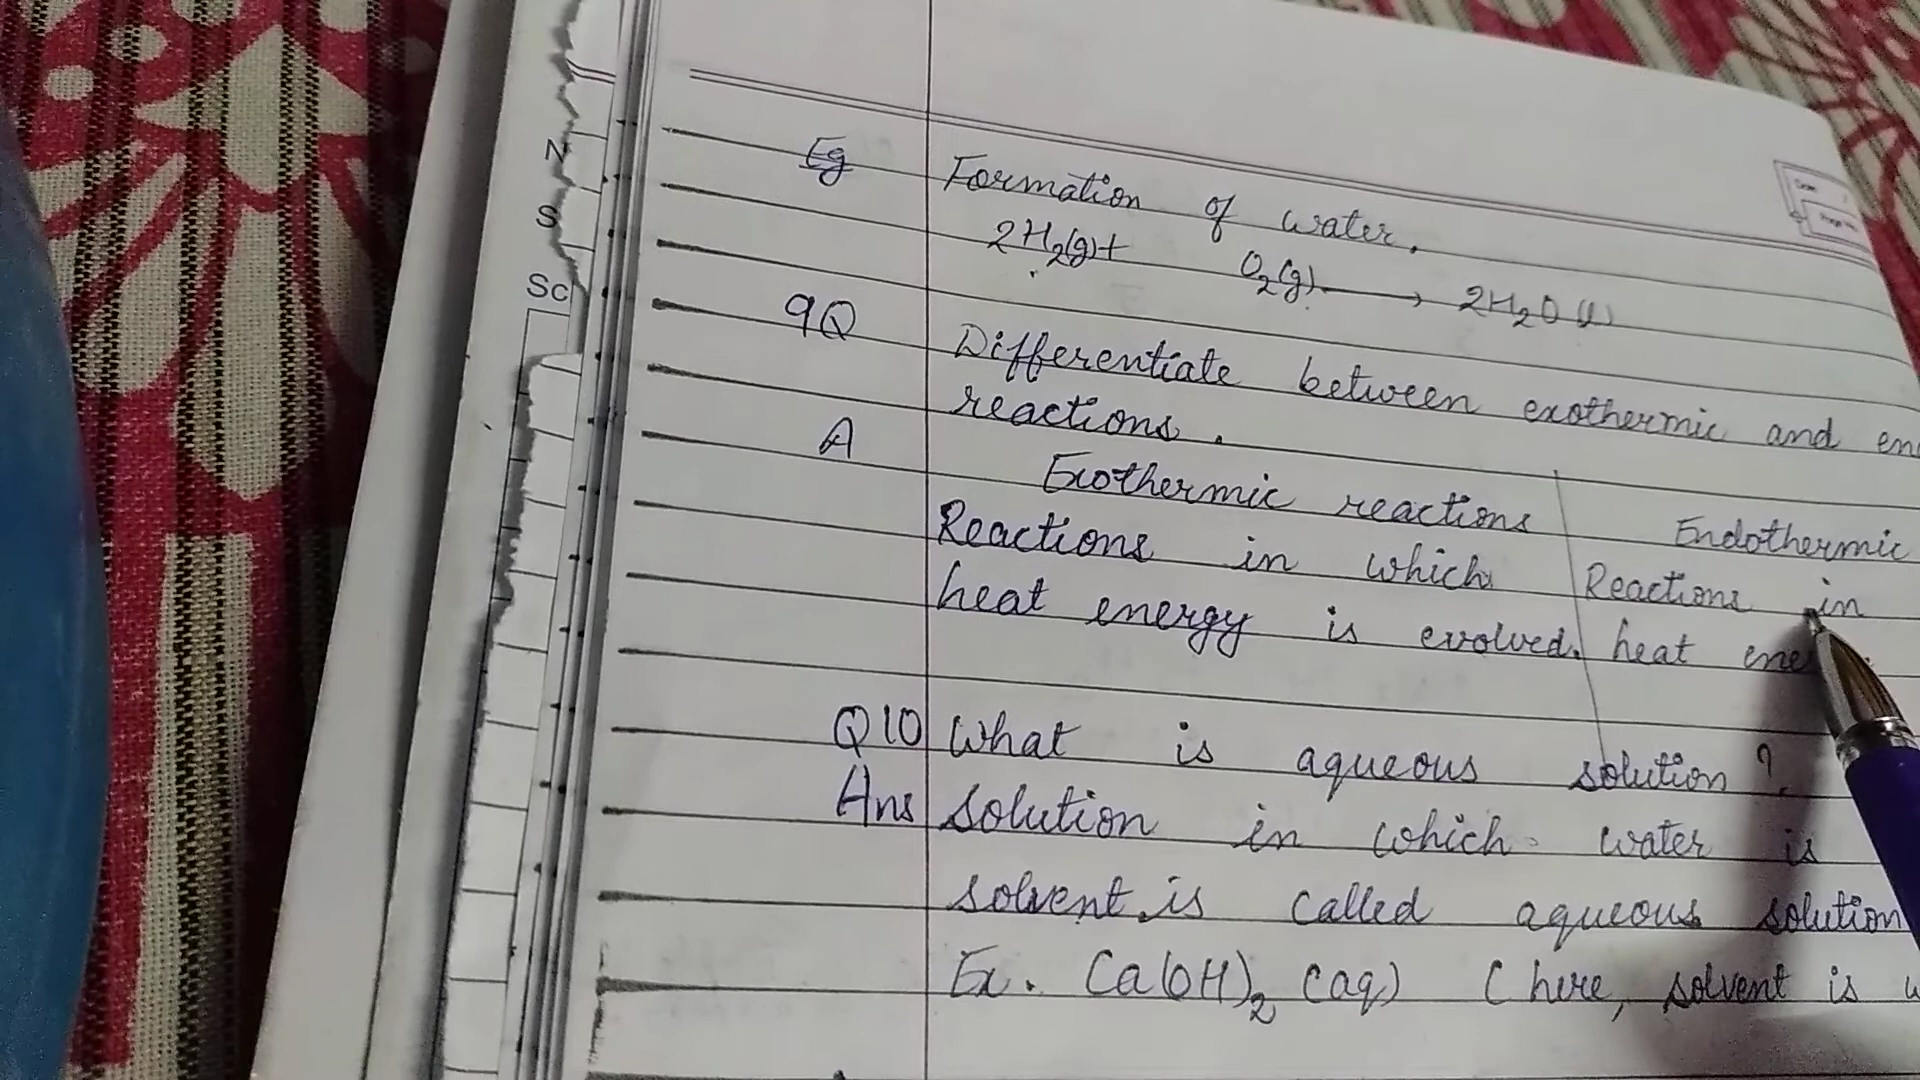 N
S
Sc
Eg Formation of water.
2H₂(g)+ O₂(g) → 2H₂O (l)
9Q Differentiate between exothermic and en
reactions.
A Exothermic reactions Endothermic
Reactions in which Reactions in
heat energy is evolved. heat ene
Q10 What is aqueous solution?
Ans Solution in which water is
solvent is called aqueous solution
Ex. Ca(OH)₂ (aq) (here, solvent is w